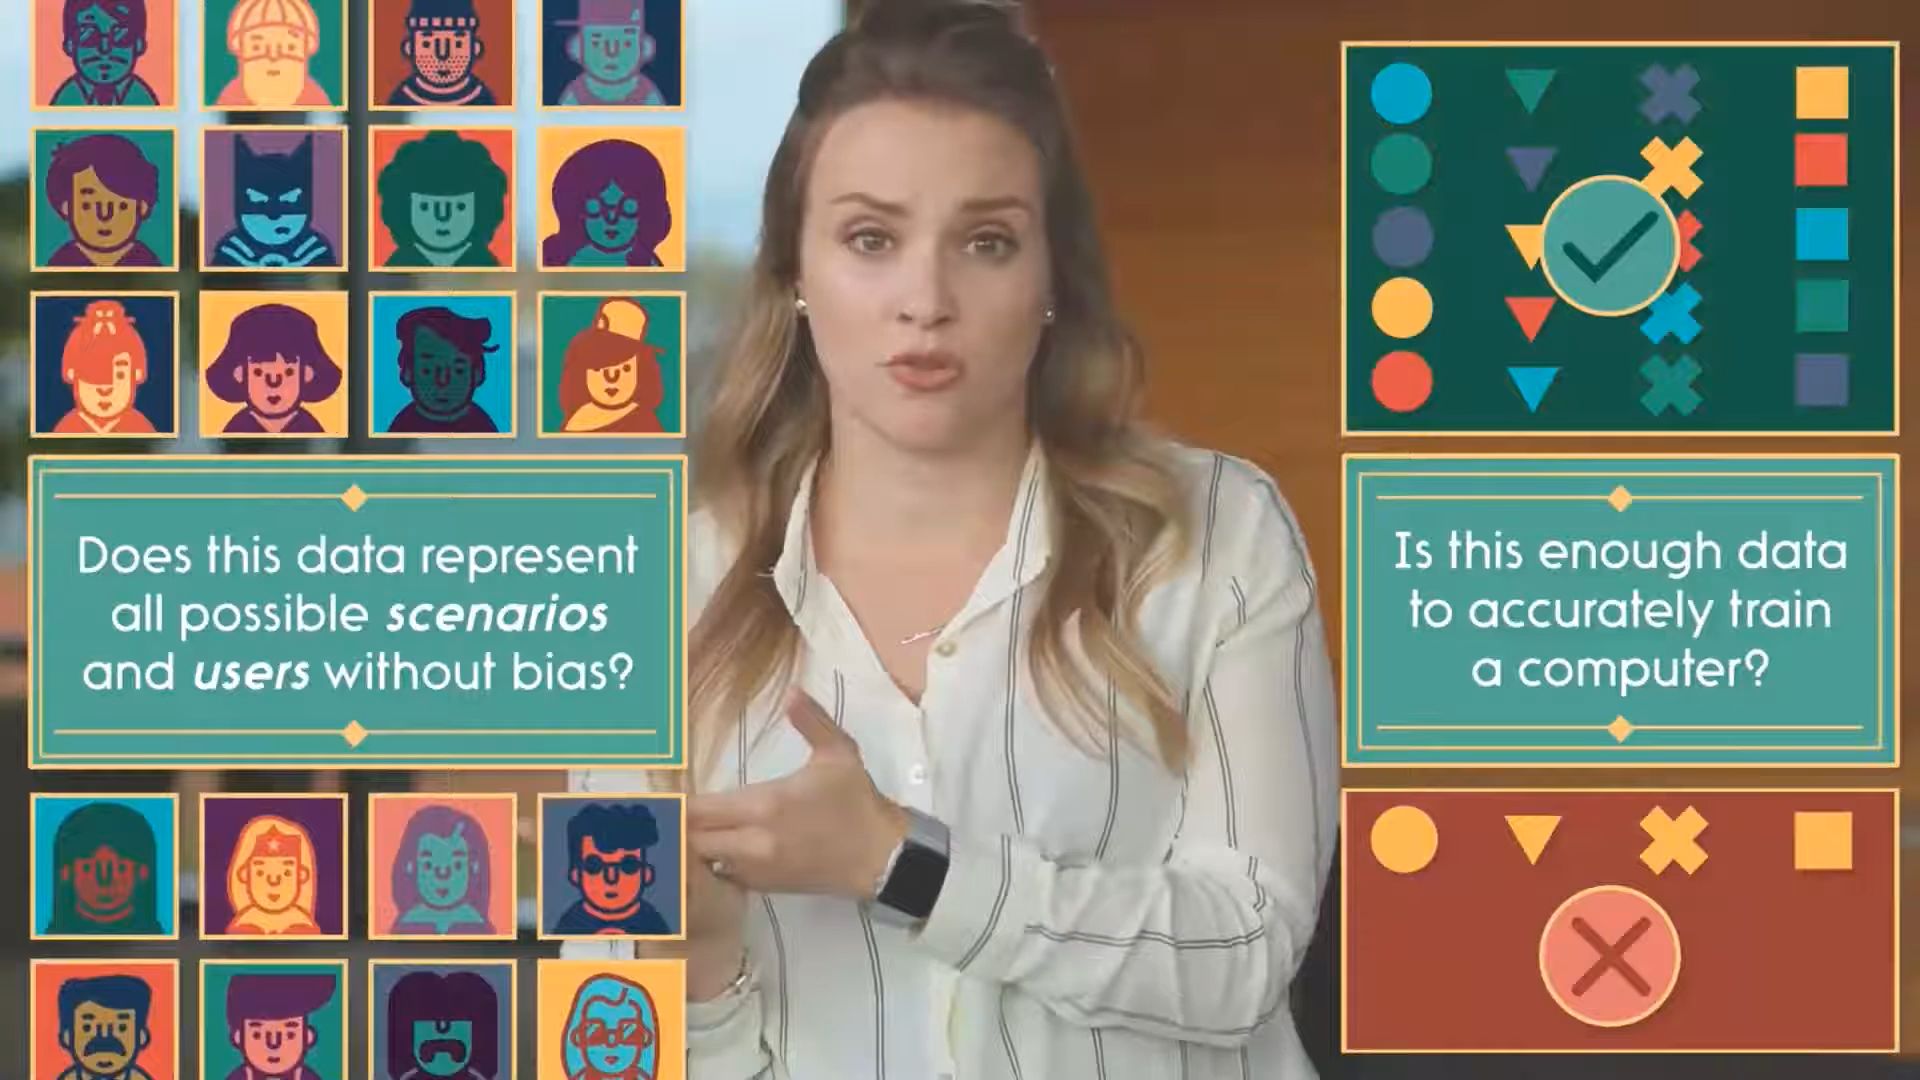 Does this data represent
all possible scenarios
and users without bias?
Is this enough data
to accurately train
a computer?